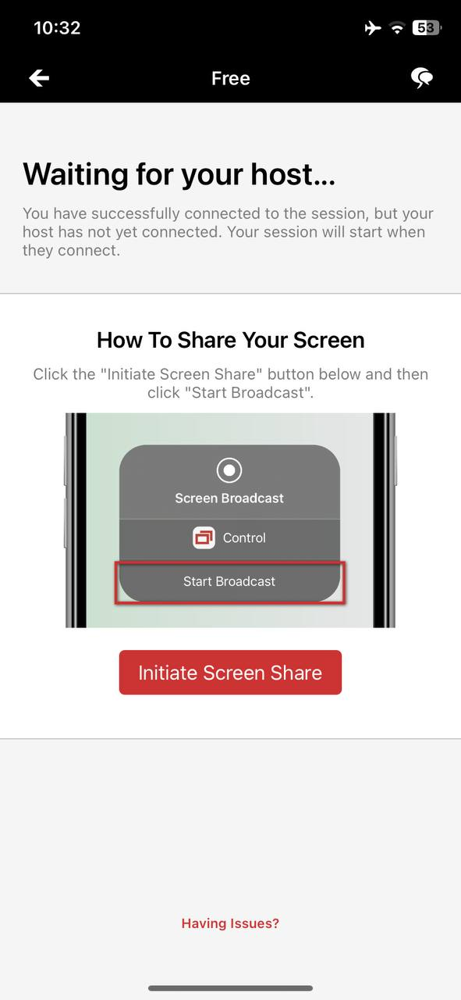 10:32
53
Free
Waiting for your host...
You have successfully connected to the session, but your
host has not yet connected. Your session will start when
they connect.
How To Share Your Screen
Click the "Initiate Screen Share" button below and then
click "Start Broadcast".
Screen Broadcast
Control
Start Broadcast
Initiate Screen Share
Having Issues?